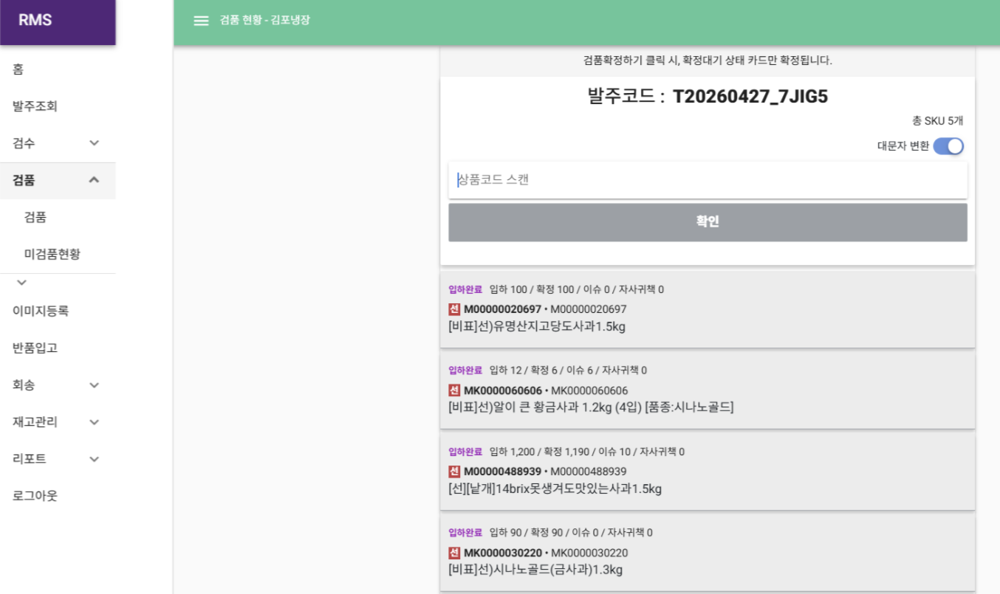 RMS
검품 현황 - 김포냉장
홈
발주조회
검수
검품
검품
미검품현황
이미지등록
반품입고
회송
재고관리
리포트
로그아웃
검품확정하기 클릭 시, 확정대기 상태 카드만 확정됩니다.
발주코드 : T20260427_7JIG5
총 SKU 5개
대문자 변환
상품코드 스캔
확인
입하완료 입하 100 / 확정 100 / 이슈 0 / 자사귀책 0
선 M00000020697 • M00000020697
[비표]선)유명산지고당도사과1.5kg
입하완료 입하 12 / 확정 6 / 이슈 6 / 자사귀책 0
선 MK0000060606 • MK0000060606
[비표]선)알이 큰 황금사과 1.2kg (4입) [품종:시나노골드]
입하완료 입하 1,200 / 확정 1,190 / 이슈 10 / 자사귀책 0
선 M00000488939 • M00000488939
[선][낱개]14brix못생겨도맛있는사과1.5kg
입하완료 입하 90 / 확정 90 / 이슈 0 / 자사귀책 0
선 MK0000030220 • MK0000030220
[비표]선)시나노골드(금사과)1.3kg